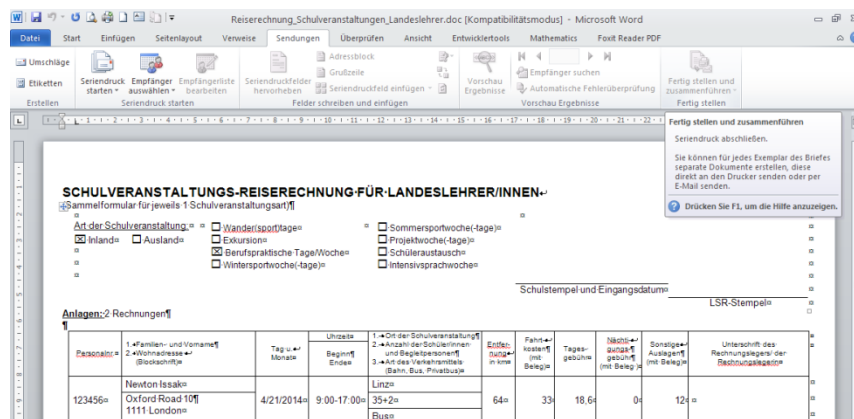 Reiserechnung_Schulveranstaltungen_Landeslehrer.doc [Kompatibilitätsmodus] - Microsoft Word
Datei Start Einfügen Seitenlayout Verweise Sendungen Überprüfen Ansicht Entwicklertools Mathematics Foxit Reader PDF
Umschläge
Etiketten
Erstellen
Seriendruck starten
Empfänger auswählen
Empfängerliste bearbeiten
Seriendruck starten
Seriendruckfelder hervorheben
Adressblock
Grußzeile
Seriendruckfeld einfügen
Felder schreiben und einfügen
Vorschau Ergebnisse
Empfänger suchen
Automatische Fehlerüberprüfung
Vorschau Ergebnisse
Fertig stellen und zusammenführen
Fertig stellen
Fertig stellen und zusammenführen
Seriendruck abschließen.
Sie können für jedes Exemplar des Briefes
separate Dokumente erstellen, diese
direkt an den Drucker senden oder per
E-Mail senden.
Drücken Sie F1, um die Hilfe anzuzeigen.
SCHULVERANSTALTUNGS-REISERECHNUNG FÜR LANDESLEHRER/INNEN
(Sammelformular für jeweils 1 Schulveranstaltungsart)¶
Art der Schulveranstaltung: Wander(sport)tage Sommersportwoche(-tage)
Inland Ausland Exkursion Projektwoche(-tage)
Berufspraktische Tage/Woche Schüleraustausch
Wintersportwoche(-tage) Intensivsprachwoche
Schulstempel und Eingangsdatum
LSR-Stempel
Anlagen: 2 Rechnungen¶
Personalnr.
1. Familien- und Vorname¶
2. Wohnadresse
(Blockschrift)
Tag u.
Monat
Uhrzeit
Beginn¶
Ende
1. Ort der Schulveranstaltung¶
2. Anzahl der Schüler/innen
und Begleitpersonen¶
3. Art des Verkehrsmittels
(Bahn, Bus, Privatbus)
Entfer-
nung
in km
Fahrt-
kosten¶
(mit
Beleg)
Tages-
gebühr
Nächti-
gungs-¶
gebühr¶
(mit Beleg)
Sonstige
Auslagen¶
(mit Beleg)
Unterschrift des
Rechnungslegers/ der
Rechnungslegerin
123456
Newton Issak
Oxford Road 10¶
1111 London
4/21/2014
9:00-17:00
Linz
35+2
Bus
64
33
18,6
0
12